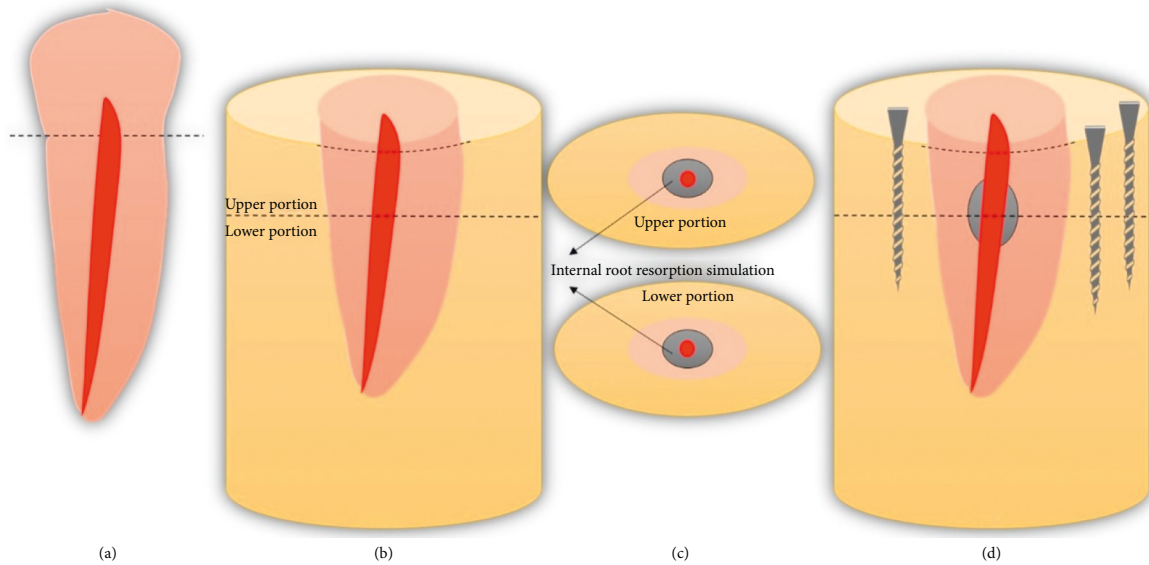 Upper portion
Lower portion
Upper portion
Internal root resorption simulation
Lower portion
(a)
(b)
(c)
(d)